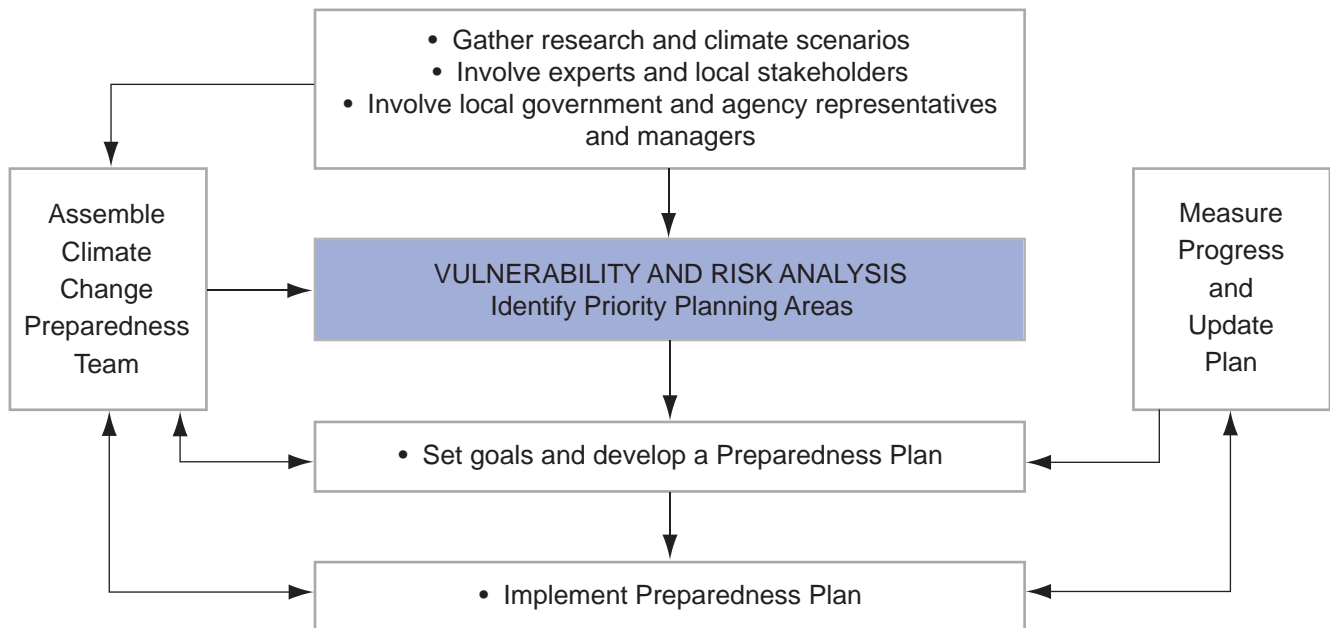 • Gather research and climate scenarios
• Involve experts and local stakeholders
• Involve local government and agency representatives
and managers
Assemble
Climate
Change
Preparedness
Team
VULNERABILITY AND RISK ANALYSIS
Identify Priority Planning Areas
Measure
Progress
and
Update
Plan
• Set goals and develop a Preparedness Plan
• Implement Preparedness Plan